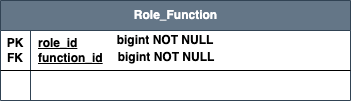 Role_Function
PK role_id bigint NOT NULL
FK function_id bigint NOT NULL